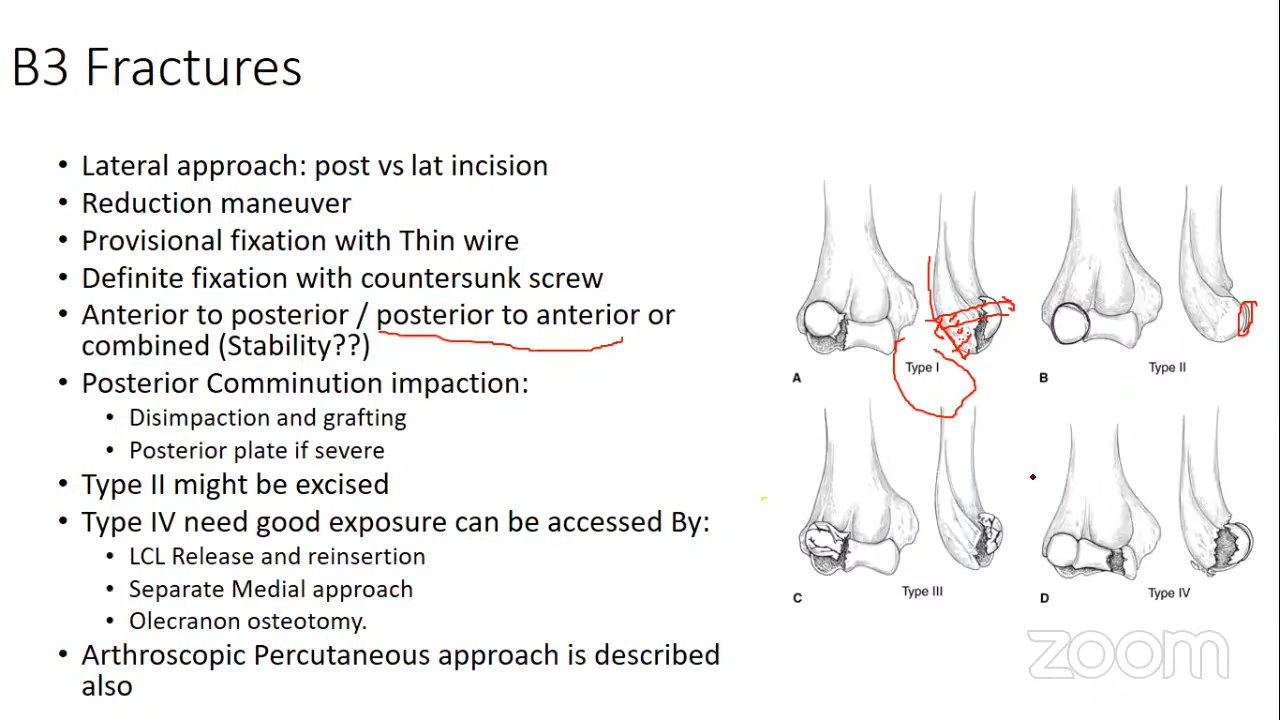 B3 Fractures
• Lateral approach: post vs lat incision
• Reduction maneuver
• Provisional fixation with Thin wire
• Definite fixation with countersunk screw
• Anterior to posterior / posterior to anterior or
combined (Stability??)
• Posterior Comminution impaction:
• Disimpaction and grafting
• Posterior plate if severe
• Type II might be excised
• Type IV need good exposure can be accessed By:
• LCL Release and reinsertion
• Separate Medial approach
• Olecranon osteotomy.
• Arthroscopic Percutaneous approach is described
also
A
Type I
B
Type II
C
Type III
D
Type IV
zoom